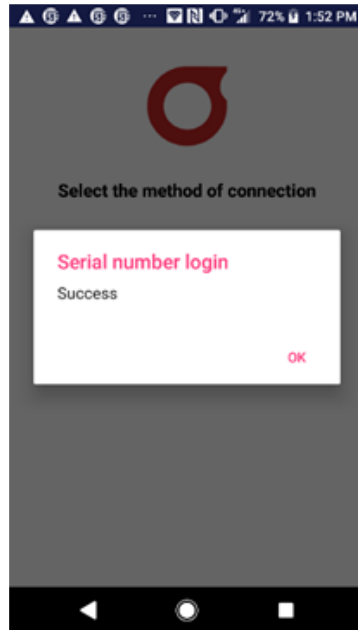 72% 1:52 PM
Select the method of connection
Serial number login
Success
OK